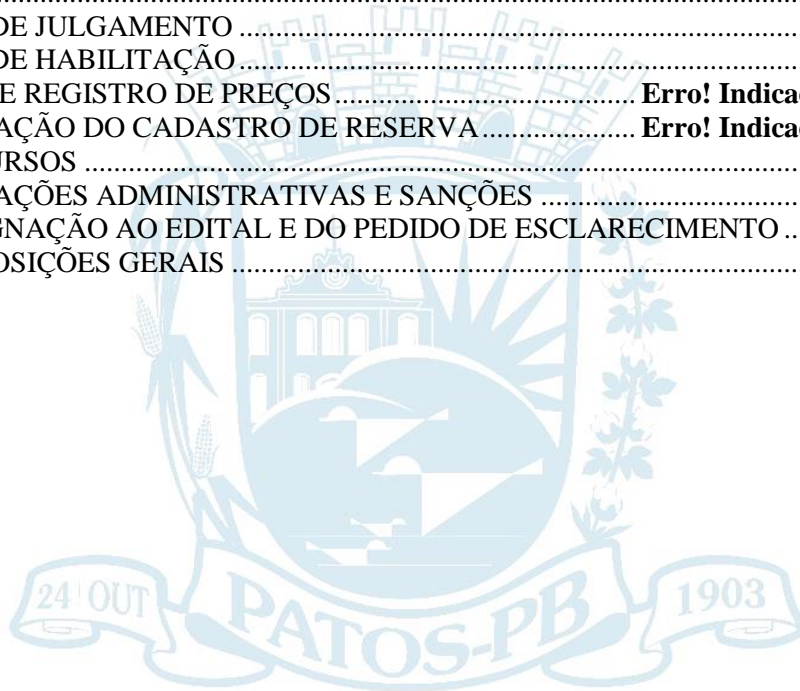 DE JULGAMENTO
DE HABILITAÇÃO
E REGISTRO DE PREÇOS Erro! Indica
AÇÃO DO CADASTRO DE RESERVA Erro! Indica
URSOS
AÇÕES ADMINISTRATIVAS E SANÇÕES
GNAÇÃO AO EDITAL E DO PEDIDO DE ESCLARECIMENTO
OSIÇÕES GERAIS
24 OUT PATOS-PB 1903